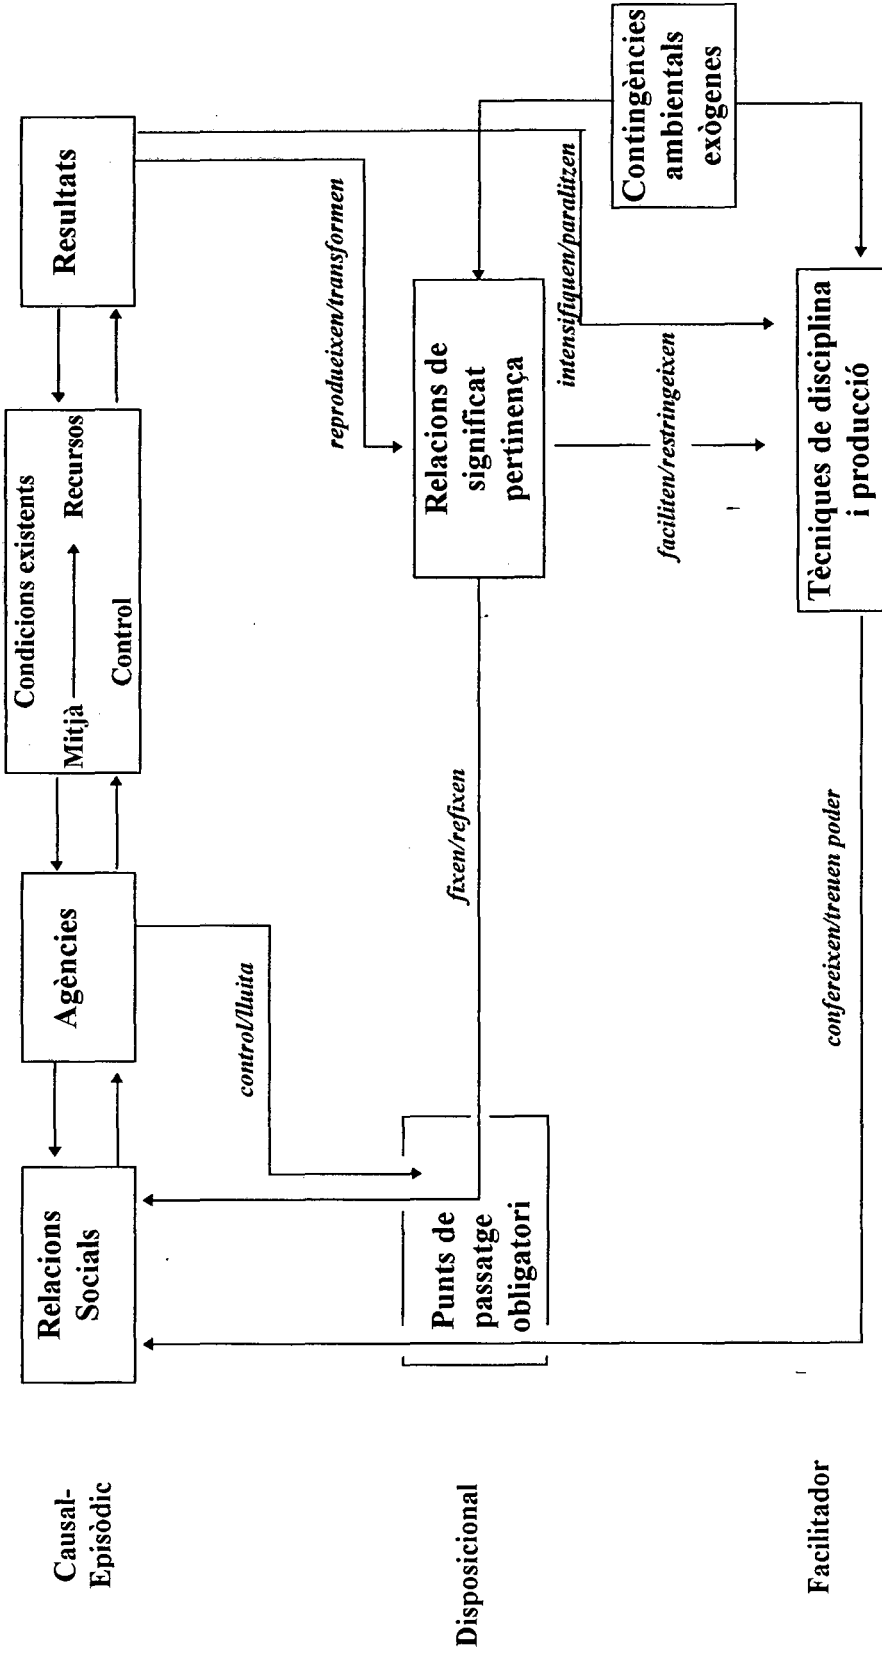 Causal-
Episòdic
Relacions
Socials
Agències
Condicions existents
Mitjà
Recursos
Control
Resultats
control/lluita
reprodueixen/transformen
Disposicional
Punts de
passatge
obligatori
fixen/refixen
Relacions de
significat
pertinença
intensifiquen/paralitzen
Contingències
ambientals
exògenes
faciliten/restringeixen
Facilitador
confereixen/treuen poder
Tècniques de disciplina
i producció